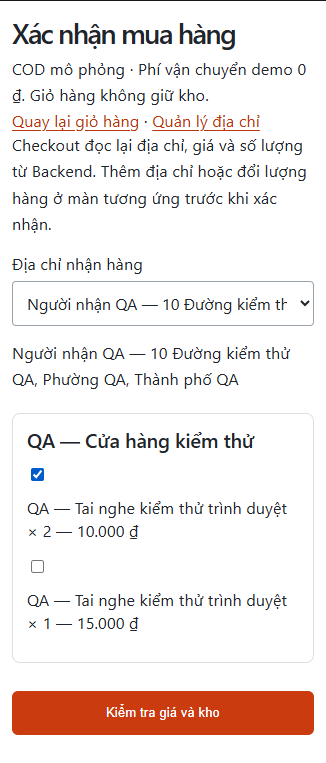 Xác nhận mua hàng
COD mô phỏng · Phí vận chuyển demo 0
₫. Giỏ hàng không giữ kho.
Quay lại giỏ hàng · Quản lý địa chỉ
Checkout đọc lại địa chỉ, giá và số lượng
từ Backend. Thêm địa chỉ hoặc đổi lượng
hàng ở màn tương ứng trước khi xác
nhận.
Địa chỉ nhận hàng
Người nhận QA — 10 Đường kiểm th
Người nhận QA — 10 Đường kiểm thử
QA, Phường QA, Thành phố QA
QA — Cửa hàng kiểm thử
QA — Tai nghe kiểm thử trình duyệt
× 2 — 10.000 ₫
QA — Tai nghe kiểm thử trình duyệt
× 1 — 15.000 ₫
Kiểm tra giá và kho